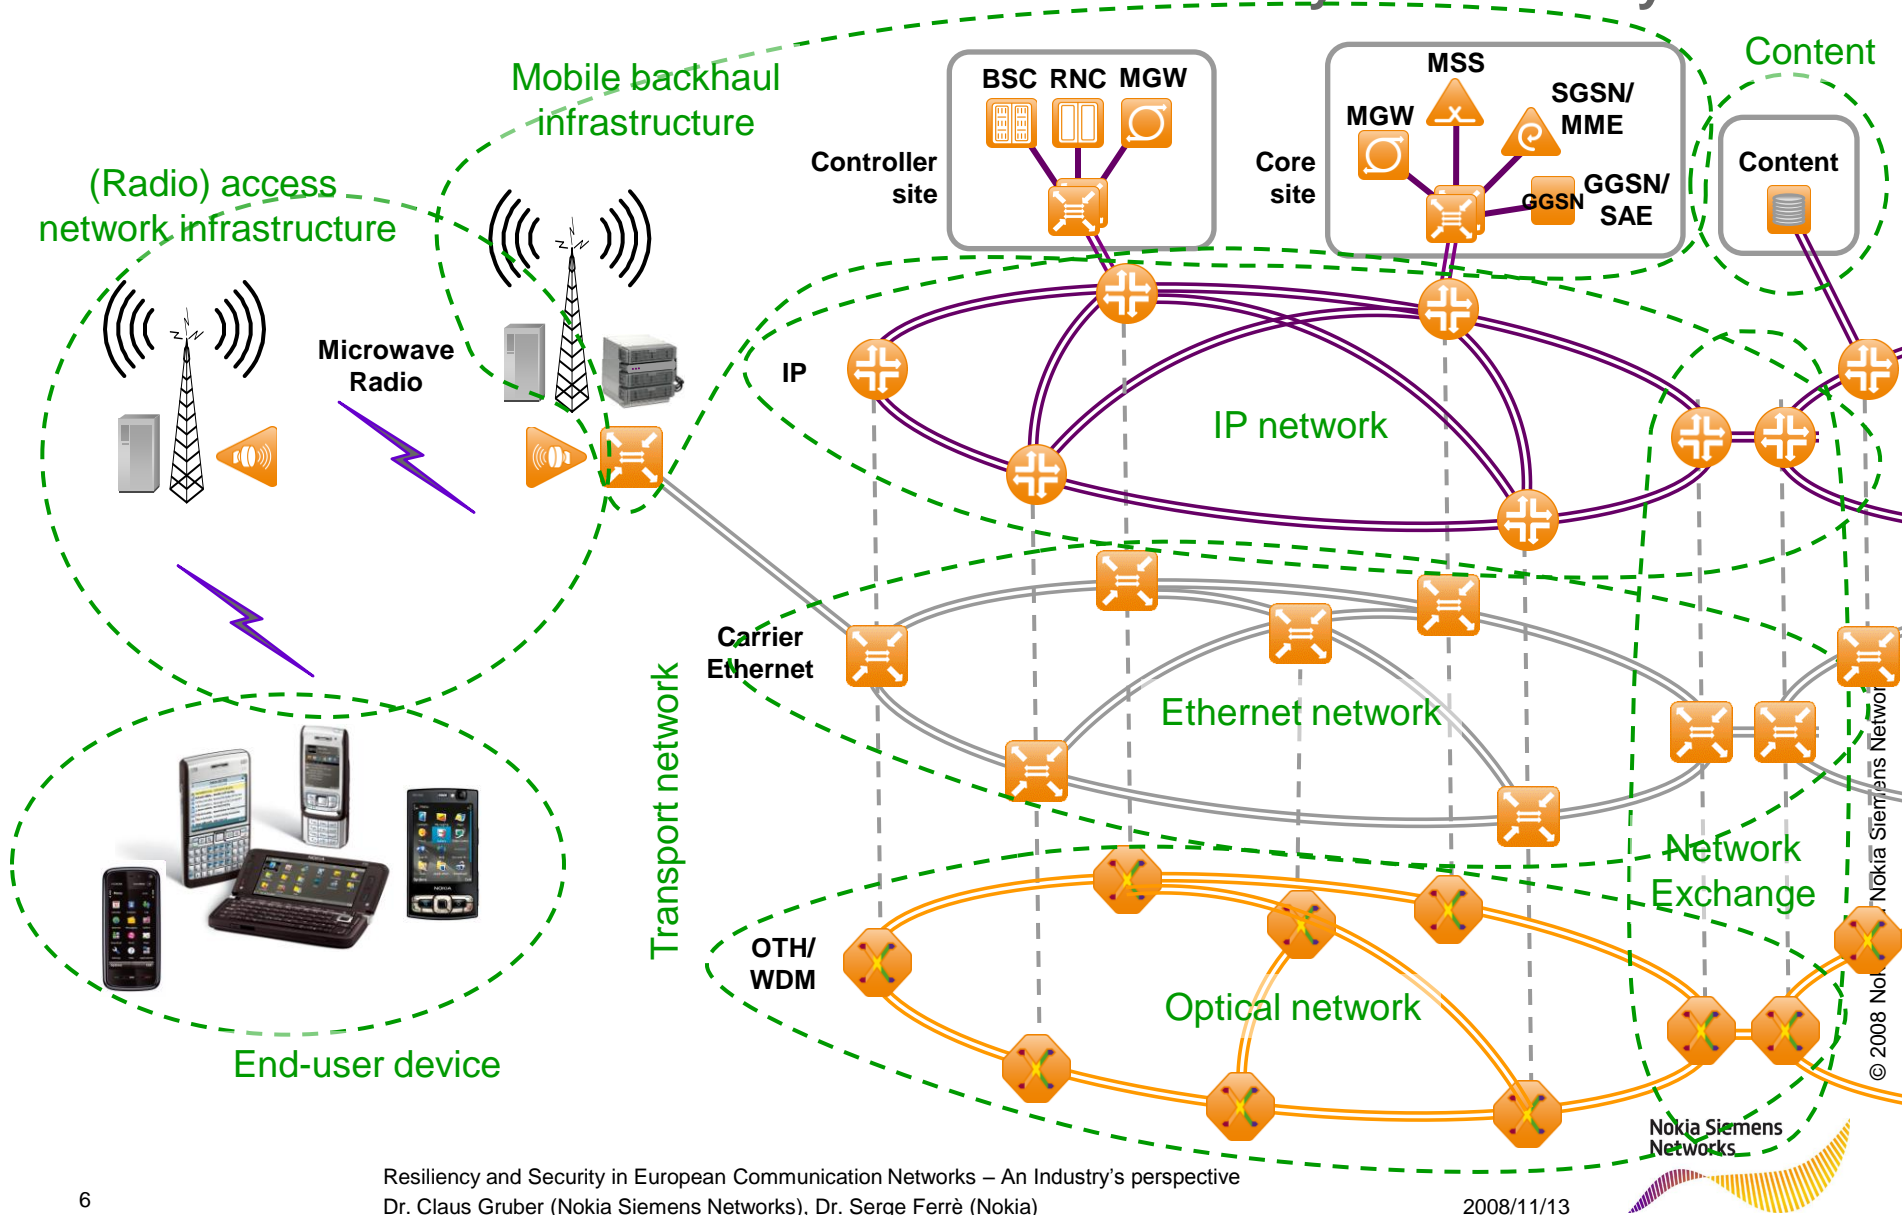 Content
Mobile backhaul
infrastructure
(Radio) access
network infrastructure
BSC RNC MGW
Controller
site
MSS
MGW
SGSN/
MME
Core
site
GGSN
GGSN/
SAE
Content
Microwave
Radio
IP
IP network
Carrier
Ethernet
Ethernet network
Transport network
Network
Exchange
OTH/
WDM
Optical network
End-user device
NOKIA
© 2008 Nokia Siemens Networ
Nokia Siemens
Networks
Resiliency and Security in European Communication Networks – An Industry's perspective
6
Dr. Claus Gruber (Nokia Siemens Networks), Dr. Serge Ferrè (Nokia)
2008/11/13